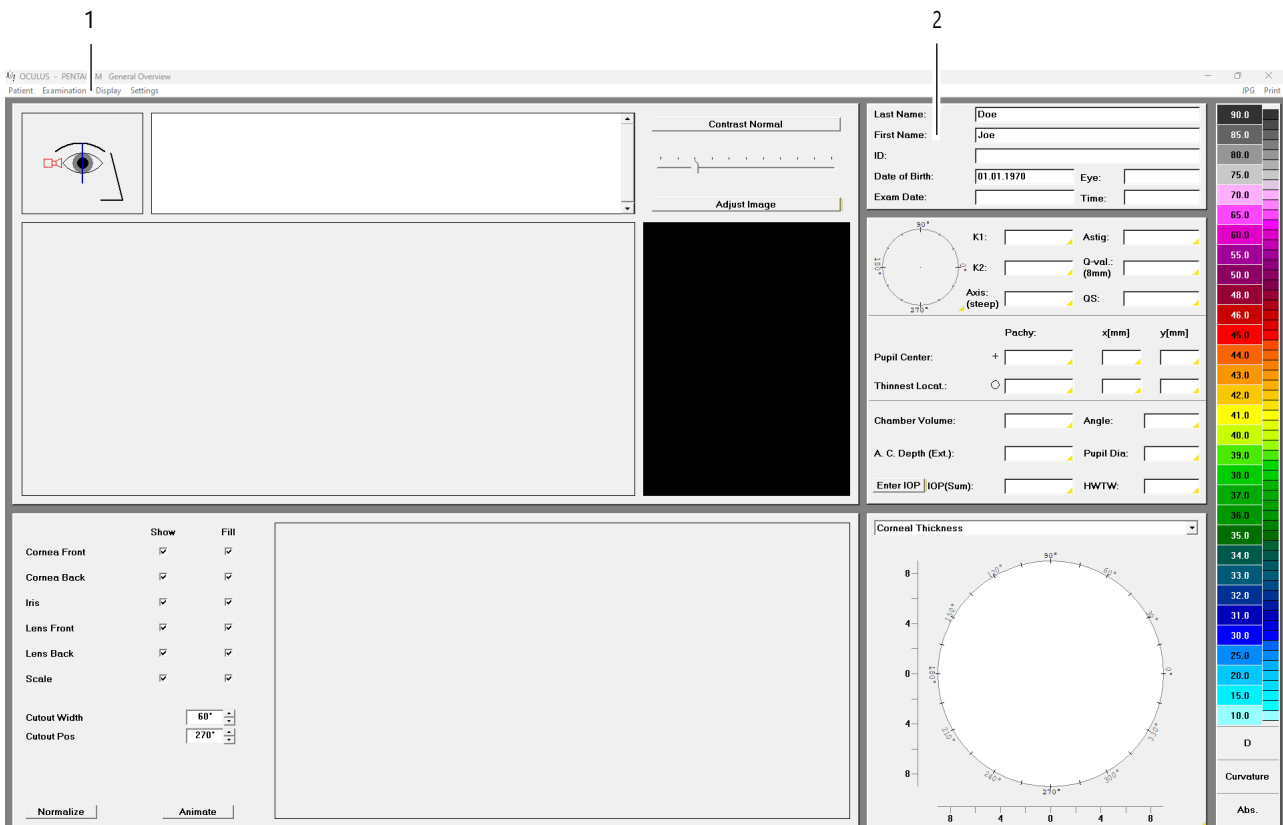 1
2
OCULUS - PENTACAM General Overview
Patient Examination Display Settings
JPG Print
Contrast Normal
Adjust Image
Last Name: Doe
First Name: Joe
ID:
Date of Birth: 01.01.1970 Eye:
Exam Date: Time:
90°
180°
0°
270°
K1: Astig:
K2: Q-val.: (8mm)
Axis: (steep) QS:
Pachy: x[mm] y[mm]
Pupil Center: +
Thinnest Locat.: O
Chamber Volume: Angle:
A. C. Depth (Ext.): Pupil Dia:
Enter IOP IOP(Sum): HWTW:
Show Fill
Cornea Front
Cornea Back
Iris
Lens Front
Lens Back
Scale
Cutout Width 60°
Cutout Pos 270°
Normalize Animate
Corneal Thickness
90°
120° 60°
150° 30°
180° 0°
210° 330°
240° 300°
270°
8
4
0
4
8
8 4 0 4 8
90.0
85.0
80.0
75.0
70.0
65.0
60.0
55.0
50.0
48.0
46.0
45.0
44.0
43.0
42.0
41.0
40.0
39.0
38.0
37.0
36.0
35.0
34.0
33.0
32.0
31.0
30.0
25.0
20.0
15.0
10.0
D
Curvature
Abs.